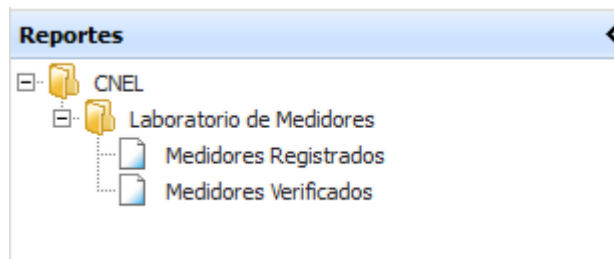 Reportes
CNEL
Laboratorio de Medidores
Medidores Registrados
Medidores Verificados